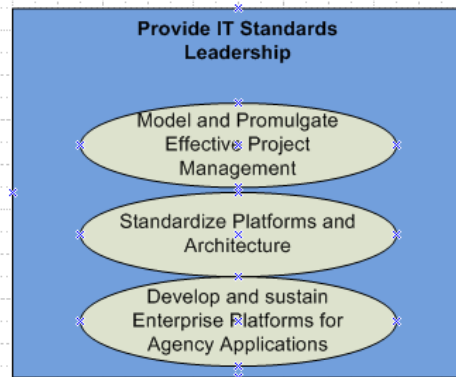 Provide IT Standards
Leadership
Model and Promulgate
Effective Project
Management
Standardize Platforms and
Architecture
Develop and sustain
Enterprise Platforms for
Agency Applications